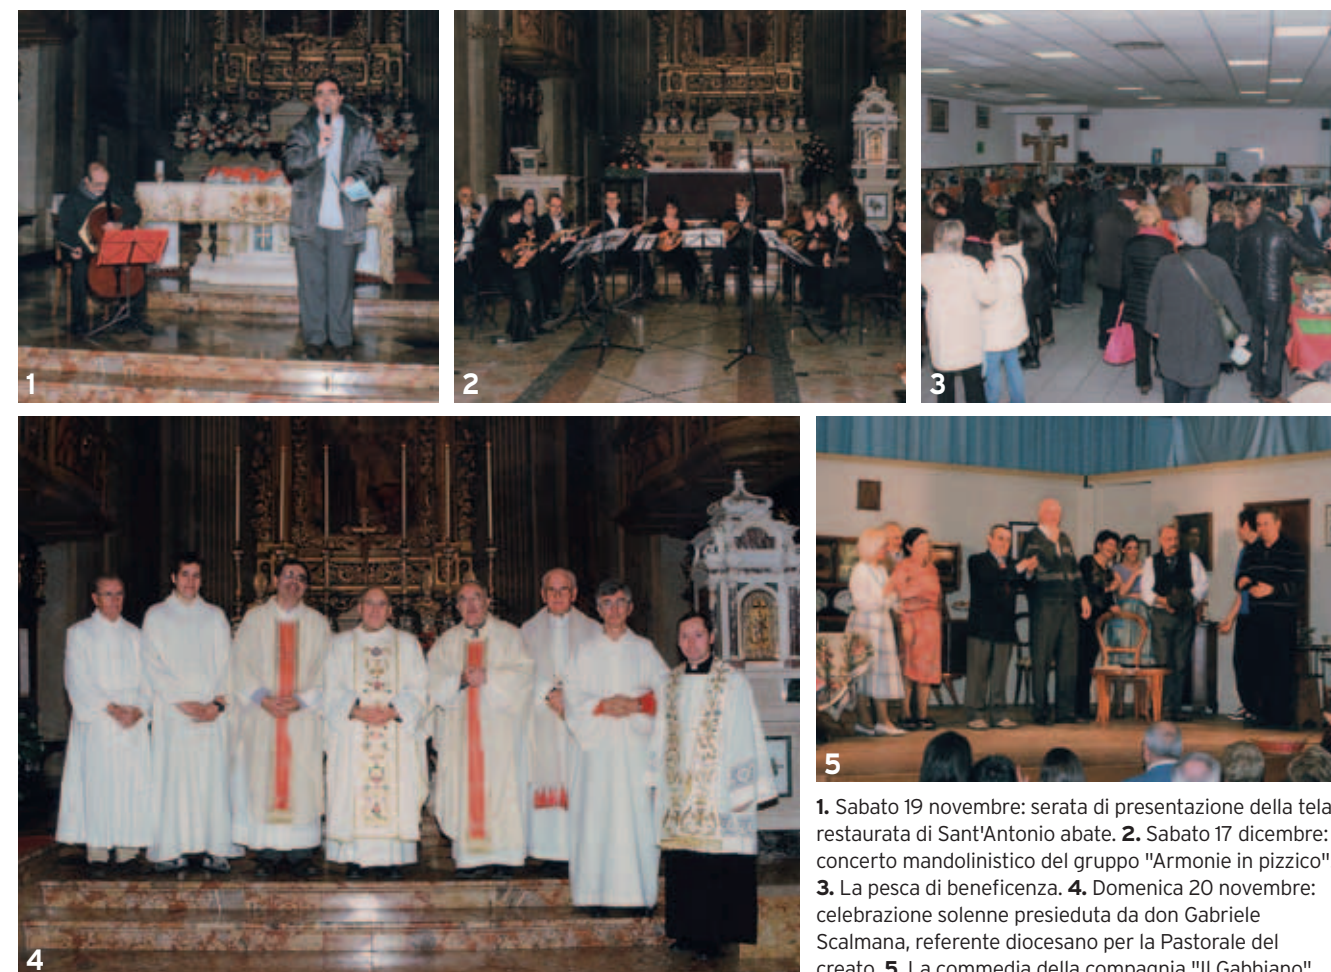 1
2
3
4
5
1. Sabato 19 novembre: serata di presentazione della tela
restaurata di Sant'Antonio abate. 2. Sabato 17 dicembre:
concerto mandolinistico del gruppo "Armonie in pizzico"
3. La pesca di beneficenza. 4. Domenica 20 novembre:
celebrazione solenne presieduta da don Gabriele
Scalmana, referente diocesano per la Pastorale del
creato. 5. La commedia della compagnia "Il Gabbiano"